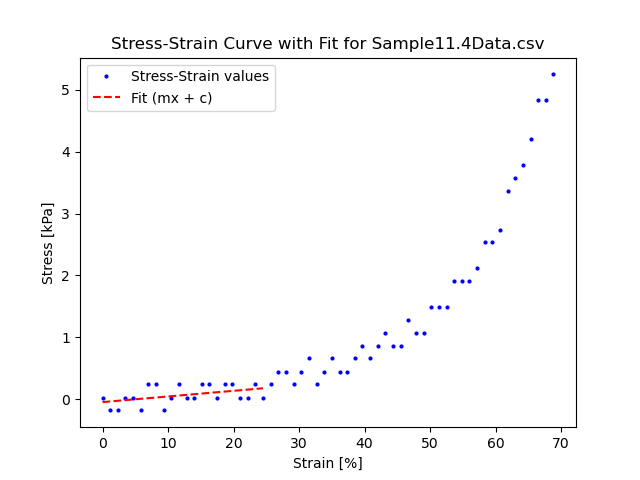 Stress-Strain Curve with Fit for Sample11.4Data.csv
Stress-Strain values
Fit (mx + c)
Stress [kPa]
5
4
3
2
1
0
0 10 20 30 40 50 60 70
Strain [%]